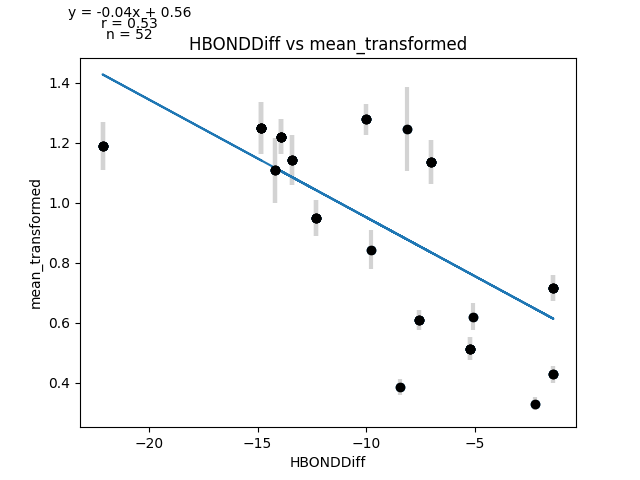 y = -0.04x + 0.56
r = 0.53
n = 52
HBONDDiff vs mean_transformed
1.4
1.2
1.0
0.8
0.6
0.4
mean_transformed
−20
−15
−10
−5
HBONDDiff